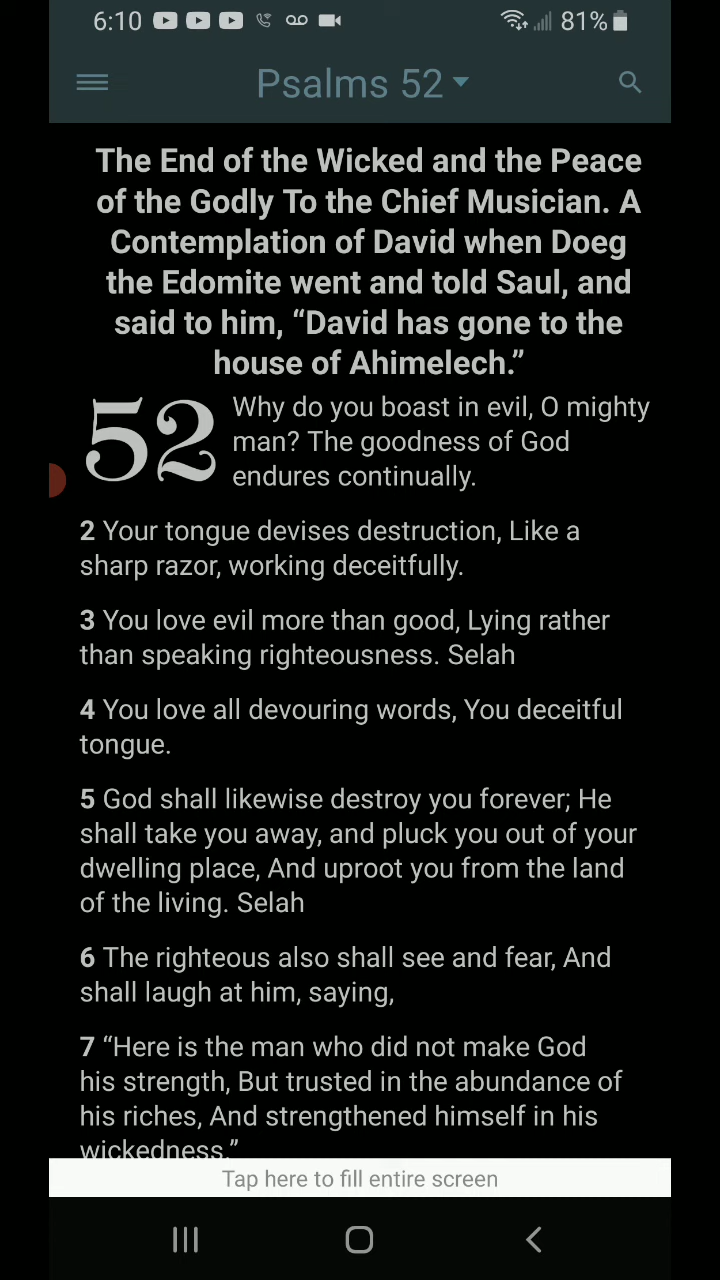 6:10 81%
Psalms 52
The End of the Wicked and the Peace
of the Godly To the Chief Musician. A
Contemplation of David when Doeg
the Edomite went and told Saul, and
said to him, “David has gone to the
house of Ahimelech.”
52 Why do you boast in evil, O mighty
man? The goodness of God
endures continually.
2 Your tongue devises destruction, Like a
sharp razor, working deceitfully.
3 You love evil more than good, Lying rather
than speaking righteousness. Selah
4 You love all devouring words, You deceitful
tongue.
5 God shall likewise destroy you forever; He
shall take you away, and pluck you out of your
dwelling place, And uproot you from the land
of the living. Selah
6 The righteous also shall see and fear, And
shall laugh at him, saying,
7 “Here is the man who did not make God
his strength, But trusted in the abundance of
his riches, And strengthened himself in his
wickedness.”
Tap here to fill entire screen